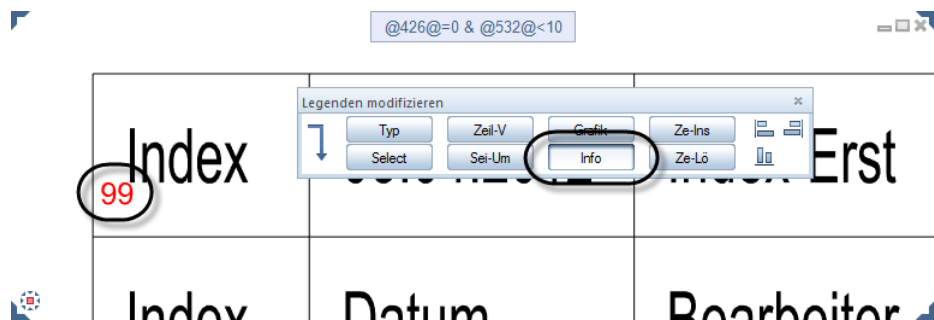 @426@=0 & @532@<10
Legenden modifizieren
Typ Zeil-V Grafik Ze-Ins
Select Sei-Um Info Ze-Lö
Index Erst
99
Index Datum Bearbeiter